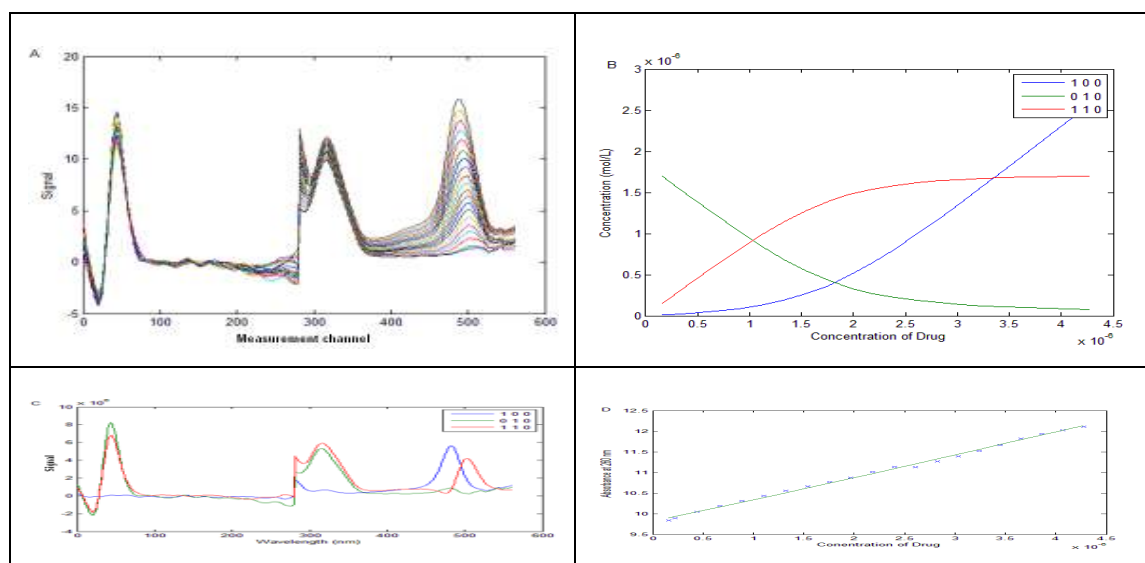 A
20
15
10
5
0
-5
Signal
0 100 200 300 400 500 600
Measurement channel
B
× 10⁻⁶
3
2.5
2
1.5
1
0.5
0
Concentration (mol/L)
1 0 0
0 1 0
1 1 0
0 0.5 1 1.5 2 2.5 3 3.5 4 4.5
Conentration of Drug
× 10⁻⁶
C
10
8
6
4
2
0
-2
-4
Signal
1 0 0
0 1 0
1 1 0
0 100 200 300 400 500 600
Wavelength (nm)
D
12.5
12
11.5
11
10.5
10
9.5
Absorbance at 280 nm
0 0.5 1 1.5 2 2.5 3 3.5 4 4.5
Conentration of Drug
× 10⁻⁶